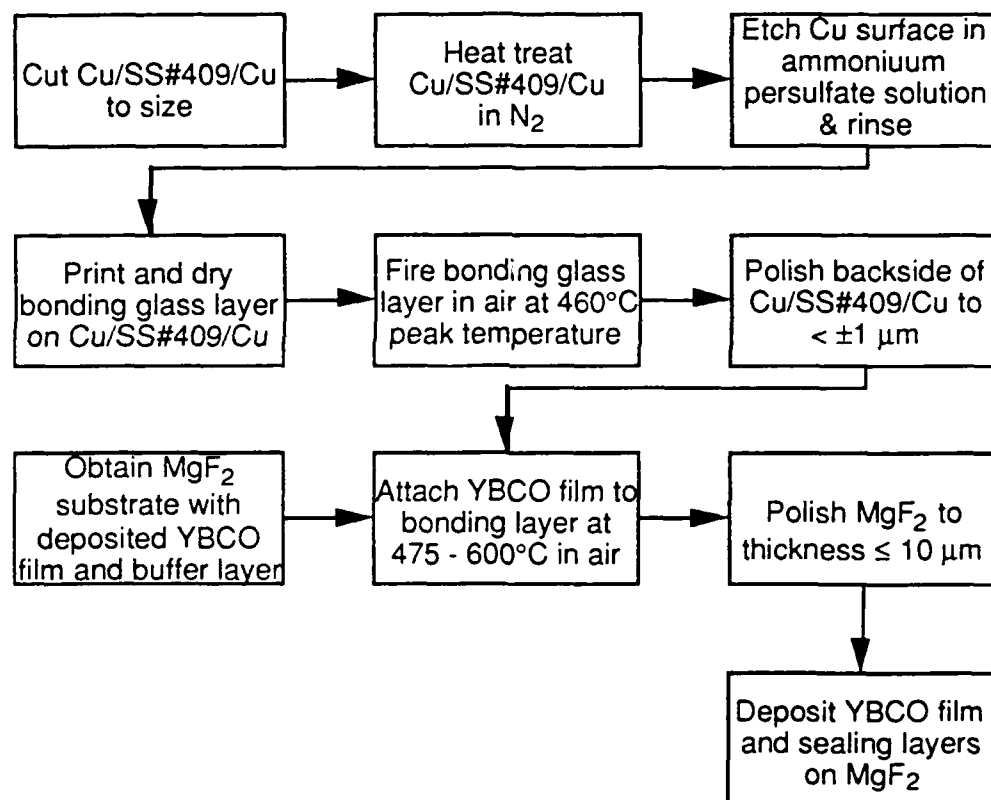 Cut Cu/SS#409/Cu
to size
Heat treat
Cu/SS#409/Cu
in N₂
Etch Cu surface in
ammoniuum
persulfate solution
& rinse
Print and dry
bonding glass layer
on Cu/SS#409/Cu
Fire bonding glass
layer in air at 460°C
peak temperature
Polish backside of
Cu/SS#409/Cu to
< ±1 μm
Obtain MgF₂
substrate with
deposited YBCO
film and buffer layer
Attach YBCO film to
bonding layer at
475 - 600°C in air
Polish MgF₂ to
thickness ≤ 10 μm
Deposit YBCO film
and sealing layers
on MgF₂